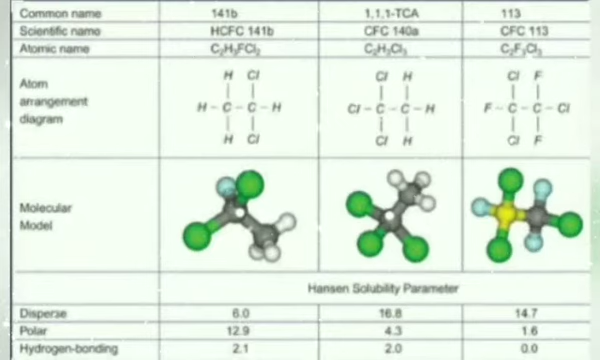 Common name 141b 1,1,1-TCA 113
Scientific name HCFC 141b CFC 140a CFC 113
Atomic name C₂H₃FCl₂ C₂H₃Cl₃ C₂F₃Cl₃
Atom
arrangement
diagram
H Cl
H-C-C-H
H Cl
Cl H
Cl-C-C-H
Cl H
Cl F
F-C-C-Cl
Cl F
Molecular
Model
Hansen Solubility Parameter
Disperse 6.0 16.8 14.7
Polar 12.9 4.3 1.6
Hydrogen-bonding 2.1 2.0 0.0